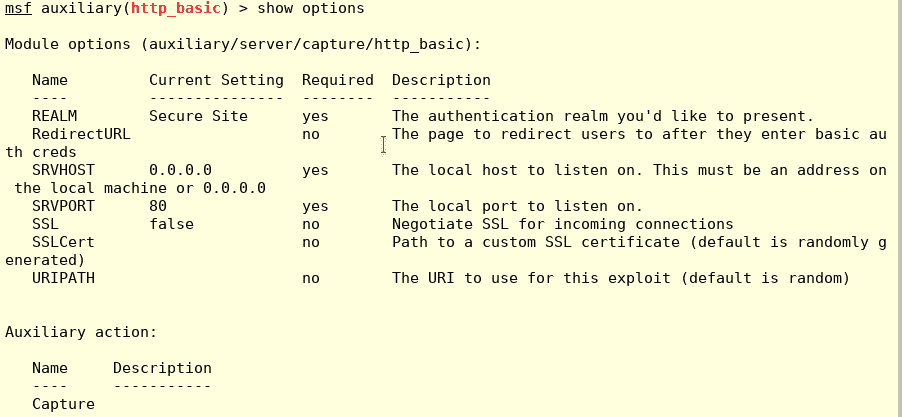 msf auxiliary(http_basic) > show options
Module options (auxiliary/server/capture/http_basic):
Name Current Setting Required Description
---- --------------- -------- -----------
REALM Secure Site yes The authentication realm you'd like to present.
RedirectURL no The page to redirect users to after they enter basic au
th creds
SRVHOST 0.0.0.0 yes The local host to listen on. This must be an address on
the local machine or 0.0.0.0
SRVPORT 80 yes The local port to listen on.
SSL false no Negotiate SSL for incoming connections
SSLCert no Path to a custom SSL certificate (default is randomly g
enerated)
URIPATH no The URI to use for this exploit (default is random)
Auxiliary action:
Name Description
---- -----------
Capture